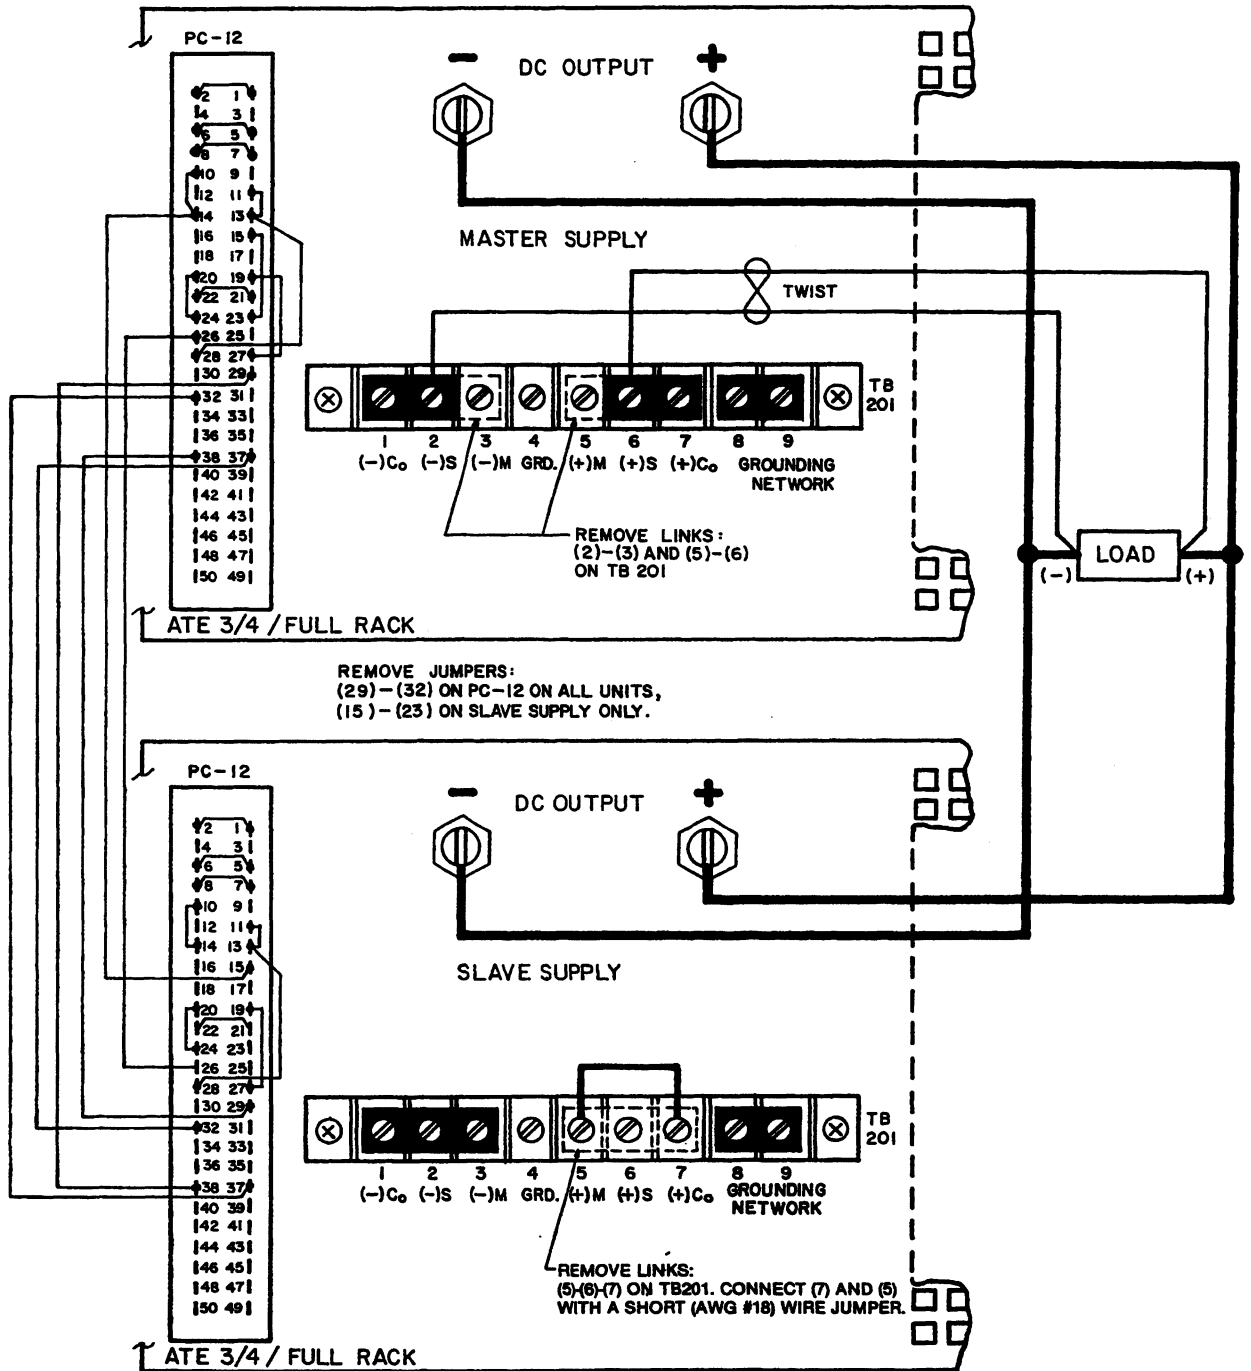 PC-12
− DC OUTPUT +
2 1
4 3
6 5
8 7
10 9
12 11
14 13
16 15
18 17
20 19
22 21
24 23
26 25
28 27
30 29
32 31
34 33
36 35
38 37
40 39
42 41
44 43
46 45
48 47
50 49
MASTER SUPPLY
TWIST
TB
201
1 2 3 4 5 6 7 8 9
(-)Co (-)S (-)M GRD. (+)M (+)S (+)Co GROUNDING
NETWORK
REMOVE LINKS:
(2)-(3) AND (5)-(6)
ON TB 201
LOAD
(-) (+)
ATE 3/4 / FULL RACK
REMOVE JUMPERS:
(29)-(32) ON PC-12 ON ALL UNITS,
(15)-(23) ON SLAVE SUPPLY ONLY.
PC-12
− DC OUTPUT +
2 1
4 3
6 5
8 7
10 9
12 11
14 13
16 15
18 17
20 19
22 21
24 23
26 25
28 27
30 29
32 31
34 33
36 35
38 37
40 39
42 41
44 43
46 45
48 47
50 49
SLAVE SUPPLY
TB
201
1 2 3 4 5 6 7 8 9
(-)Co (-)S (-)M GRD. (+)M (+)S (+)Co GROUNDING
NETWORK
REMOVE LINKS:
(5)-(6)-(7) ON TB201. CONNECT (7) AND (5)
WITH A SHORT (AWG #18) WIRE JUMPER.
ATE 3/4 / FULL RACK